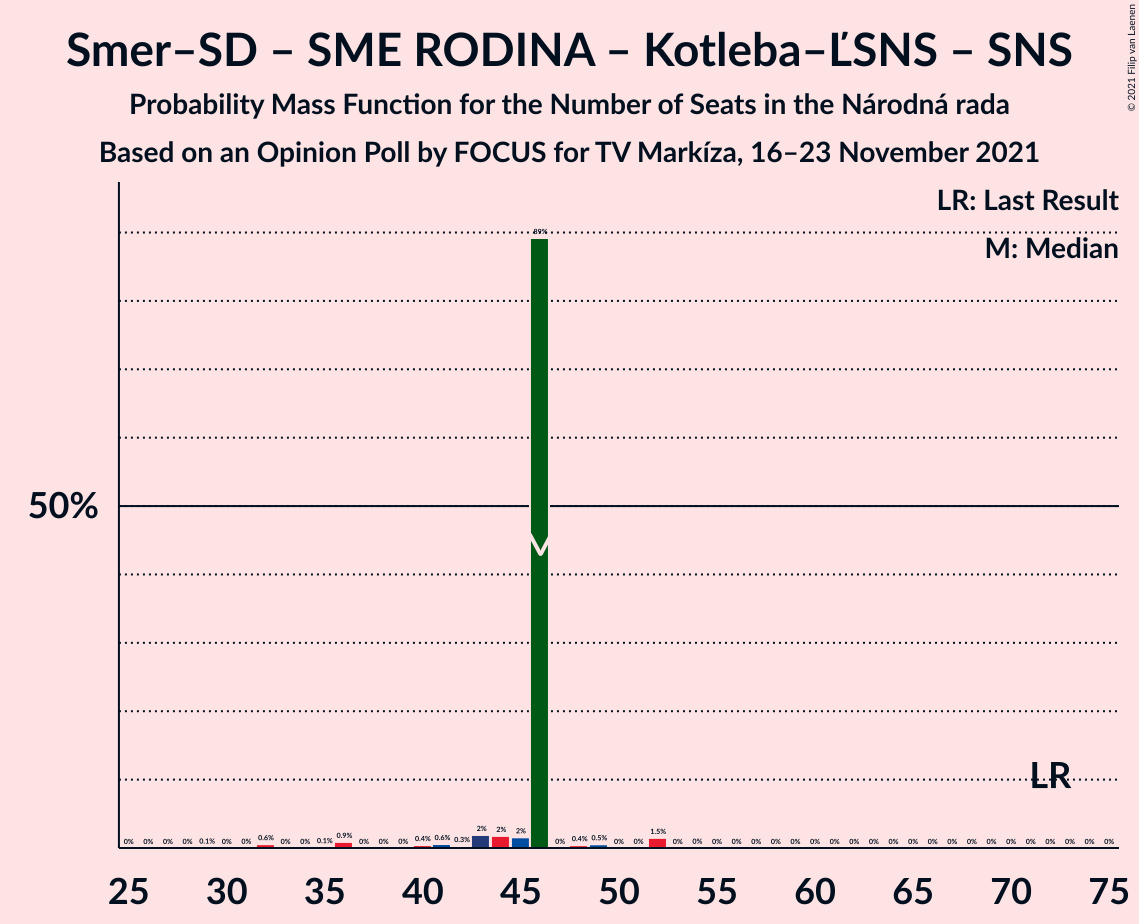 Smer–SD – SME RODINA – Kotleba–ĽSNS – SNS
Probability Mass Function for the Number of Seats in the Národná rada
Based on an Opinion Poll by FOCUS for TV Markíza, 16–23 November 2021
© 2021 Filip van Laenen
LR: Last Result
M: Median
89%
50%
LR
0% 0% 0% 0% 0.1% 0% 0% 0.6% 0% 0% 0.1% 0.9% 0% 0% 0% 0.4% 0.6% 0.3% 2% 2% 2% 0% 0.4% 0.5% 0% 0% 1.5% 0% 0% 0% 0% 0% 0% 0% 0% 0% 0% 0% 0% 0% 0% 0% 0% 0% 0% 0% 0% 0% 0% 0%
25 30 35 40 45 50 55 60 65 70 75